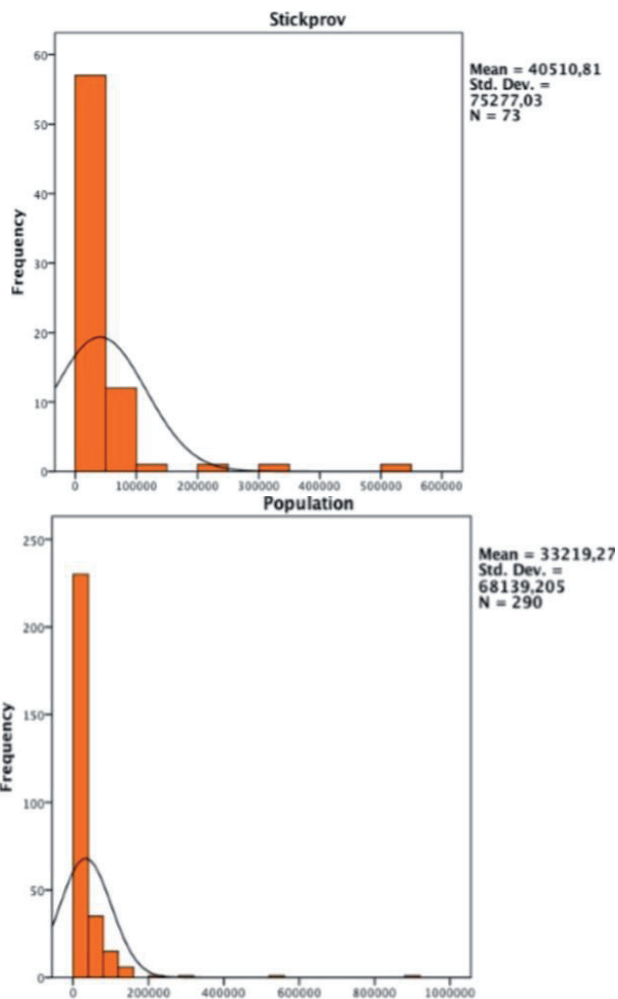 Stickprov
Mean = 40510,81
Std. Dev. =
75277,03
N = 73
Frequency
60
50
40
30
20
10
0
0 100000 200000 300000 400000 500000 600000
Population
Mean = 33219,27
Std. Dev. =
68139,205
N = 290
Frequency
250
200
150
100
50
0
0 200000 400000 600000 800000 1000000